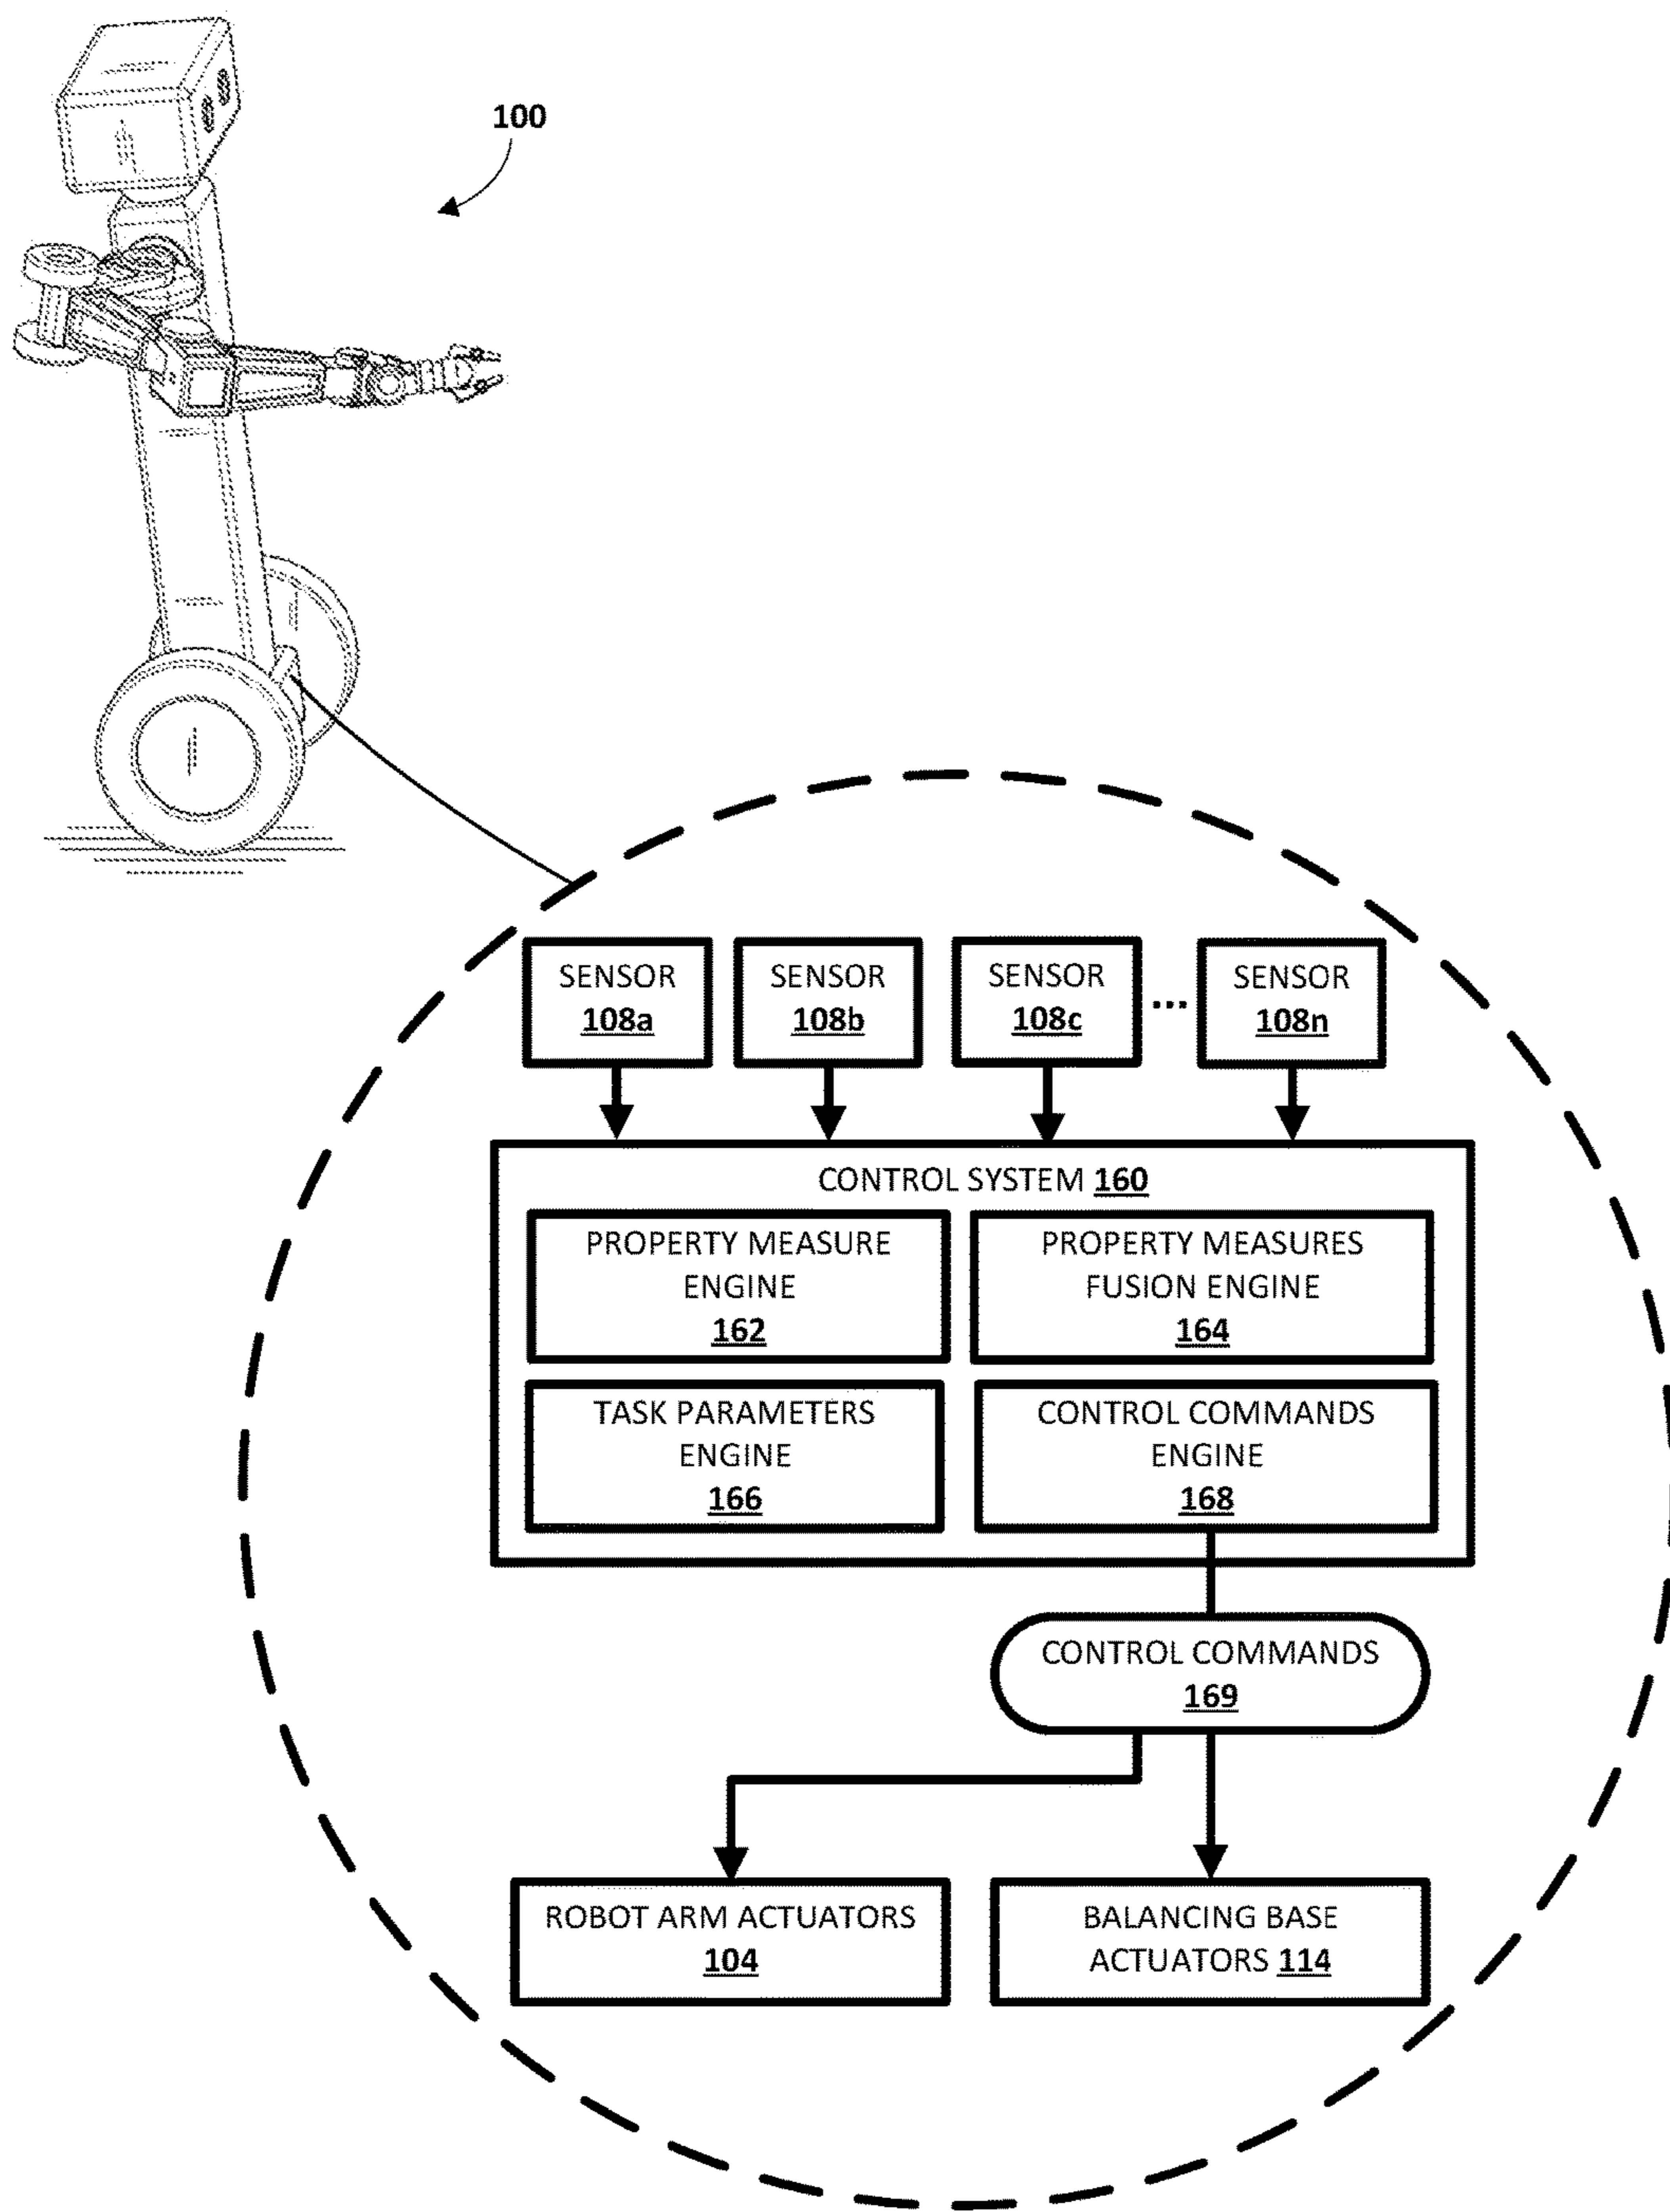 100
SENSOR
108a
SENSOR
108b
SENSOR
108c
...
SENSOR
108n
CONTROL SYSTEM 160
PROPERTY MEASURE
ENGINE
162
PROPERTY MEASURES
FUSION ENGINE
164
TASK PARAMETERS
ENGINE
166
CONTROL COMMANDS
ENGINE
168
CONTROL COMMANDS
169
ROBOT ARM ACTUATORS
104
BALANCING BASE
ACTUATORS 114